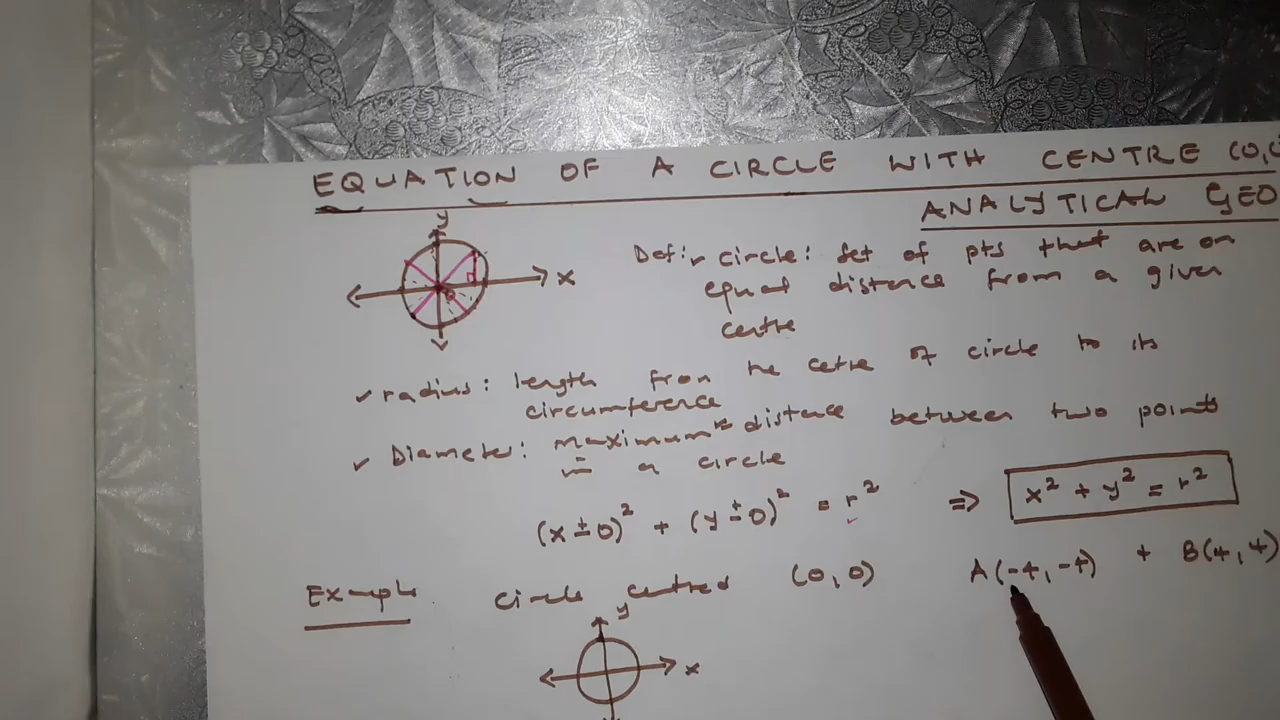 EQUATION OF A CIRCLE WITH CENTRE (0,0
ANALYTICAL GEO
y
x
Def:n circle: set of pts that are on
equal distance from a given
centre
✓ radius: length from the cetre of circle to its
circumference
✓ Diameter: maximum distance between two points
in a circle
(x ± 0)² + (y ± 0)² = r² ⇒ x² + y² = r²
Example circle centred (0,0) A(-4,-4) + B(4,4)
y
x